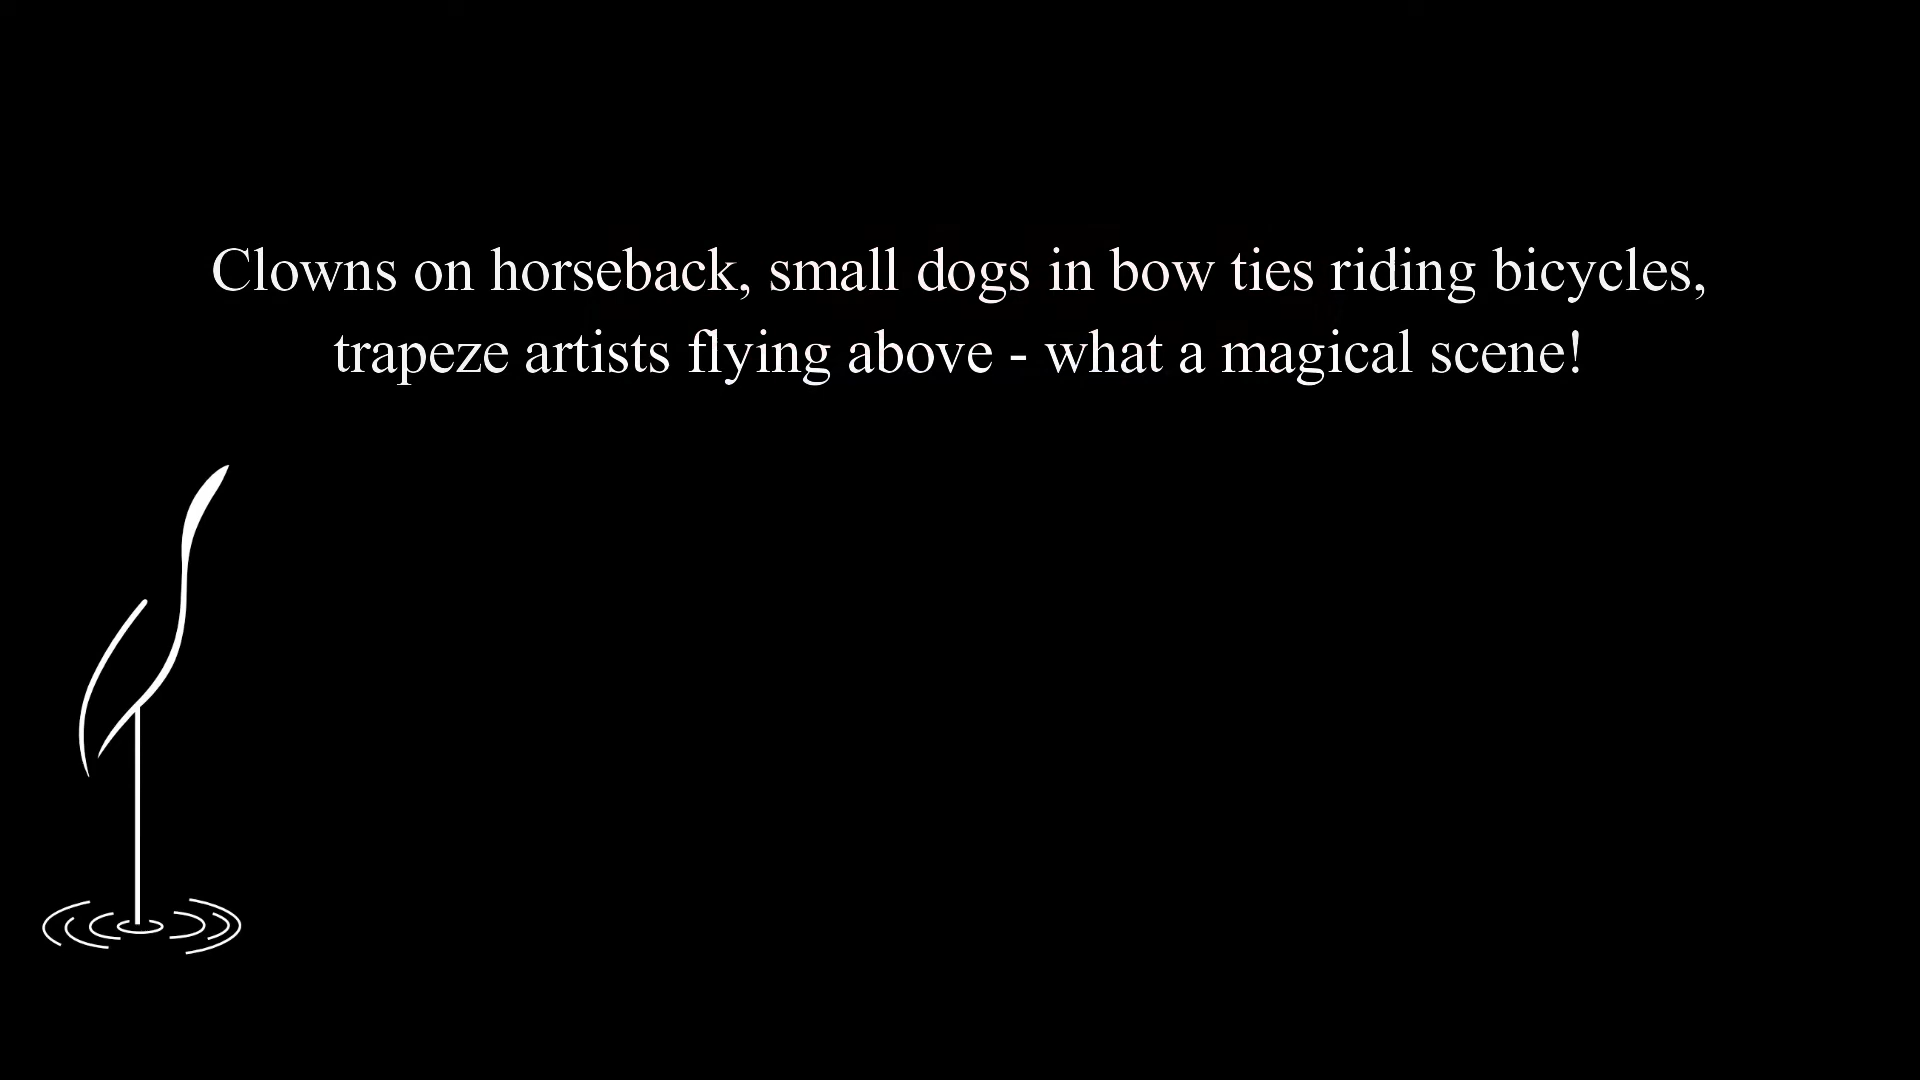 Clowns on horseback, small dogs in bow ties riding bicycles,
trapeze artists flying above - what a magical scene!